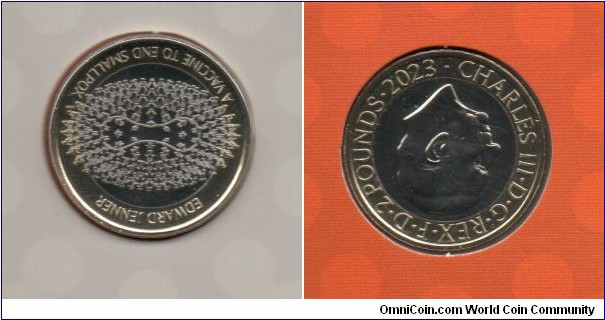 A VACCINE TO END SMALLPOX
EDWARD JENNER
CHARLES III · D · G · REX · F · D · 2 POUNDS · 2023 ·
OmniCoin.com World Coin Community